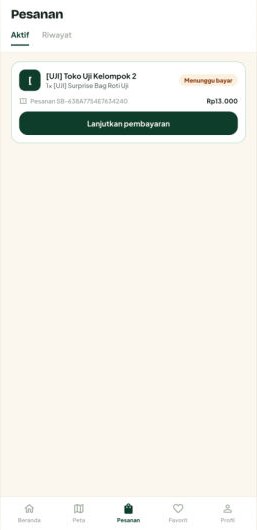 Pesanan
Aktif Riwayat
[ [UJI] Toko Uji Kelompok 2
1x [UJI] Surprise Bag Roti Uji
Menunggu bayar
Pesanan SB-638A7754E7634240
Rp13.000
Lanjutkan pembayaran
Beranda Peta Pesanan Favorit Profil